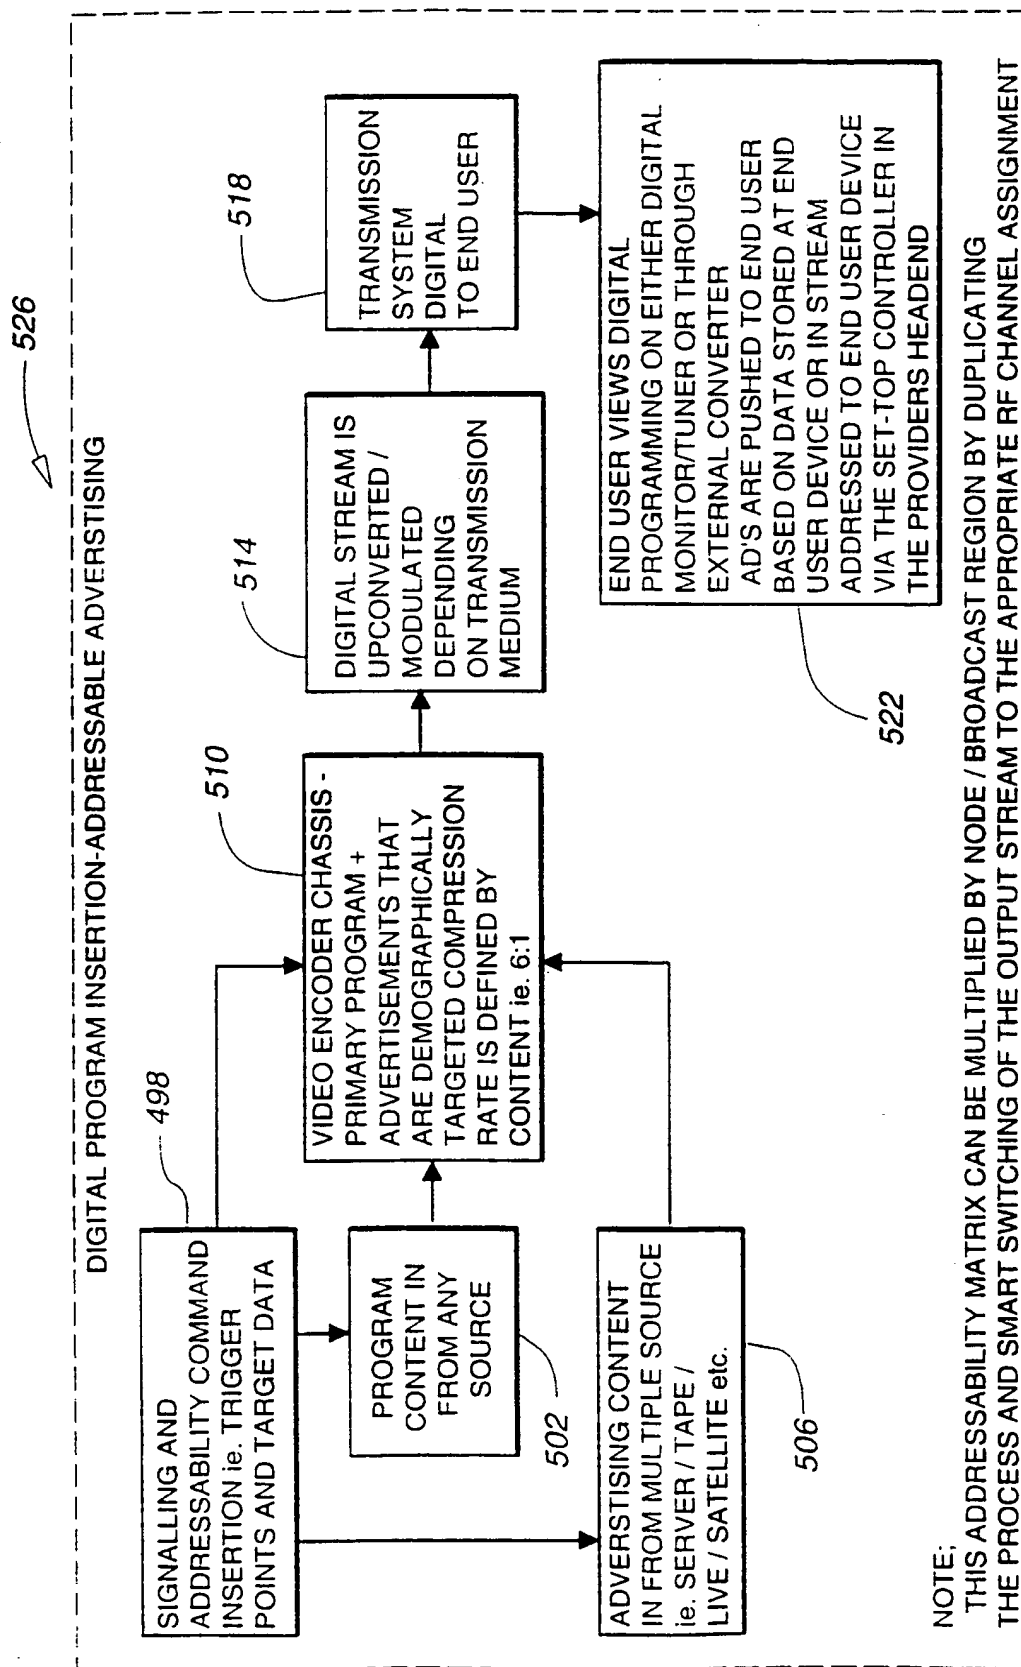 526
DIGITAL PROGRAM INSERTION-ADDRESSABLE ADVERSTISING
498
SIGNALLING AND
ADDRESSABILITY COMMAND
INSERTION ie. TRIGGER
POINTS AND TARGET DATA
PROGRAM
CONTENT IN
FROM ANY
SOURCE
502
ADVERSTISING CONTENT
IN FROM MULTIPLE SOURCE
ie. SERVER / TAPE /
LIVE / SATELLITE etc.
506
510
VIDEO ENCODER CHASSIS -
PRIMARY PROGRAM +
ADVERTISEMENTS THAT
ARE DEMOGRAPHICALLY
TARGETED COMPRESSION
RATE IS DEFINED BY
CONTENT ie. 6:1
514
DIGITAL STREAM IS
UPCONVERTED /
MODULATED
DEPENDING
ON TRANSMISSION
MEDIUM
518
TRANSMISSION
SYSTEM
DIGITAL
TO END USER
END USER VIEWS DIGITAL
PROGRAMMING ON EITHER DIGITAL
MONITOR/TUNER OR THROUGH
EXTERNAL CONVERTER
AD'S ARE PUSHED TO END USER
BASED ON DATA STORED AT END
USER DEVICE OR IN STREAM
ADDRESSED TO END USER DEVICE
VIA THE SET-TOP CONTROLLER IN
THE PROVIDERS HEADEND
522
NOTE;
THIS ADDRESSABILITY MATRIX CAN BE MULTIPLIED BY NODE / BROADCAST REGION BY DUPLICATING
THE PROCESS AND SMART SWITCHING OF THE OUTPUT STREAM TO THE APPROPRIATE RF CHANNEL ASSIGNMENT